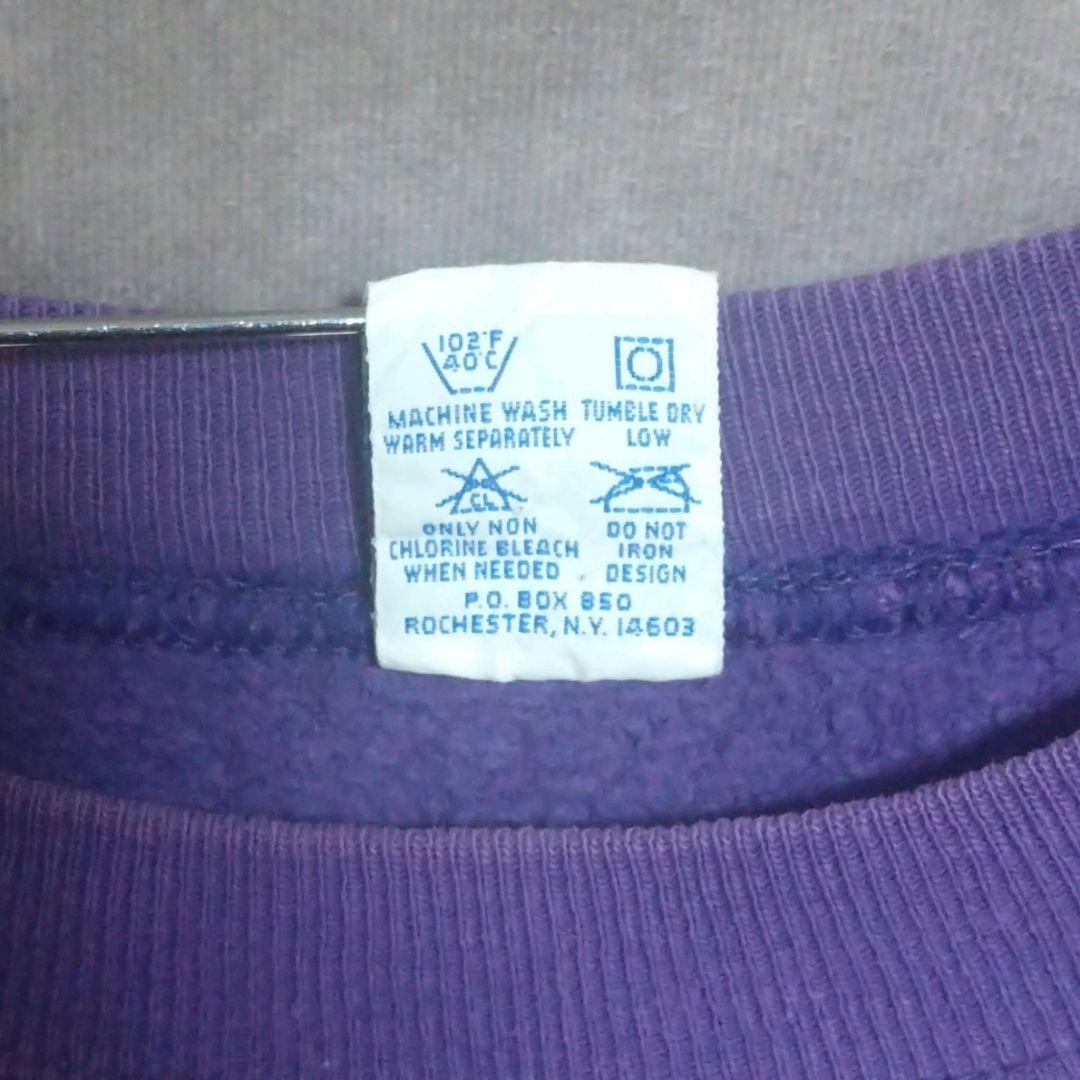 102°F
40°C
MACHINE WASH
WARM SEPARATELY
TUMBLE DRY
LOW
CL
ONLY NON
CHLORINE BLEACH
WHEN NEEDED
DO NOT
IRON
DESIGN
P.O. BOX 850
ROCHESTER, N.Y. 14603